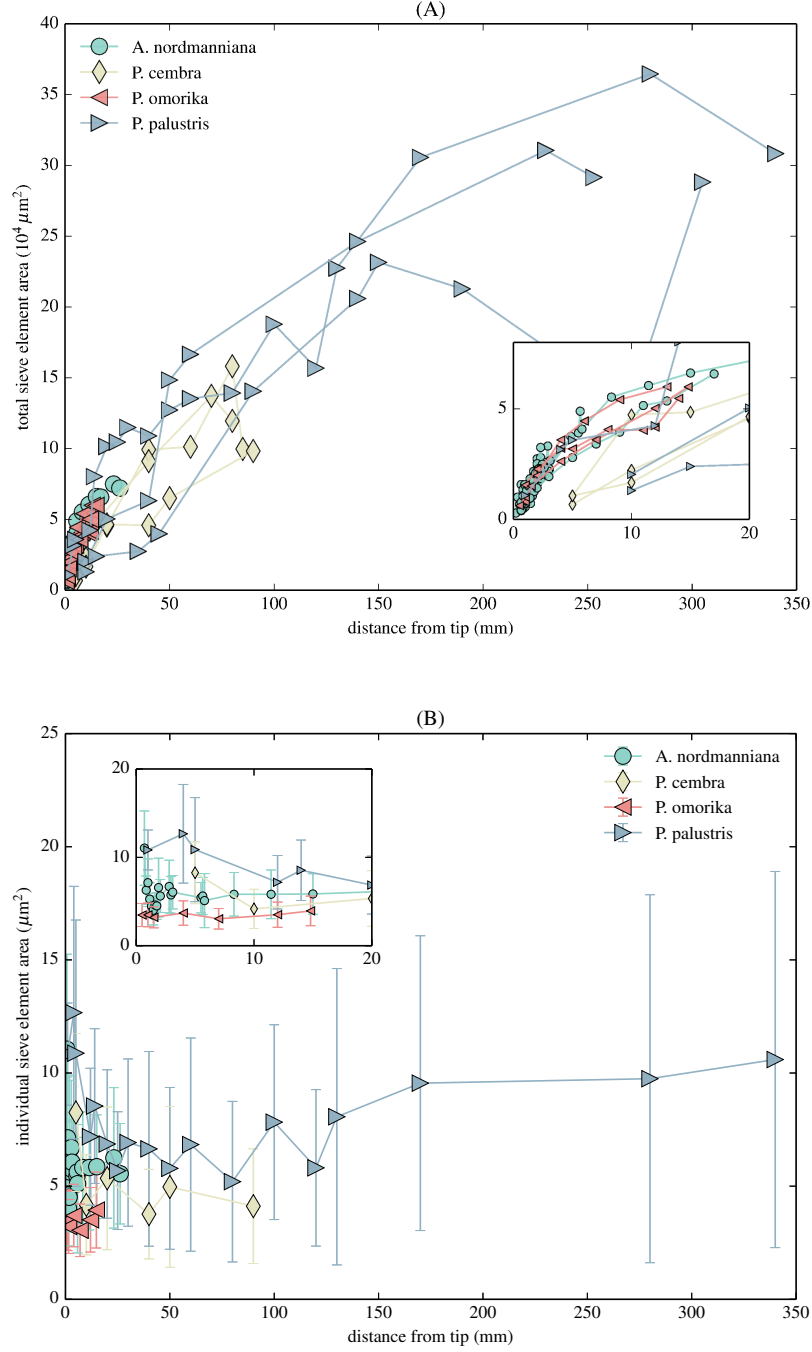 (A)
40
35
30
25
20
15
10
5
0
total sieve element area (10⁴ µm²)
A. nordmanniana
P. cembra
P. omorika
P. palustris
5
0
0 10 20
0 50 100 150 200 250 300 350
distance from tip (mm)
(B)
25
20
15
10
5
0
individual sieve element area (µm²)
20
10
0
0 10 20
A. nordmanniana
P. cembra
P. omorika
P. palustris
0 50 100 150 200 250 300 350
distance from tip (mm)